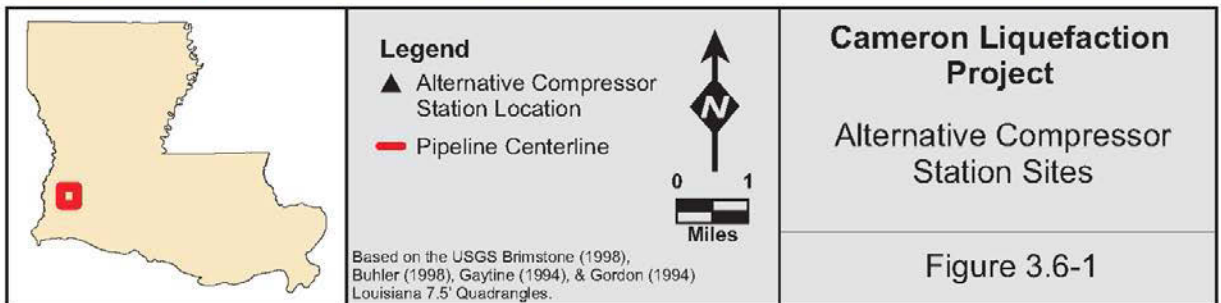 Legend
Alternative Compressor
Station Location
Pipeline Centerline
Based on the USGS Brimstone (1998),
Buhler (1998), Gaytine (1994), & Gordon (1994)
Louisiana 7.5' Quadrangles.
N
0 1
Miles
Cameron Liquefaction
Project
Alternative Compressor
Station Sites
Figure 3.6-1